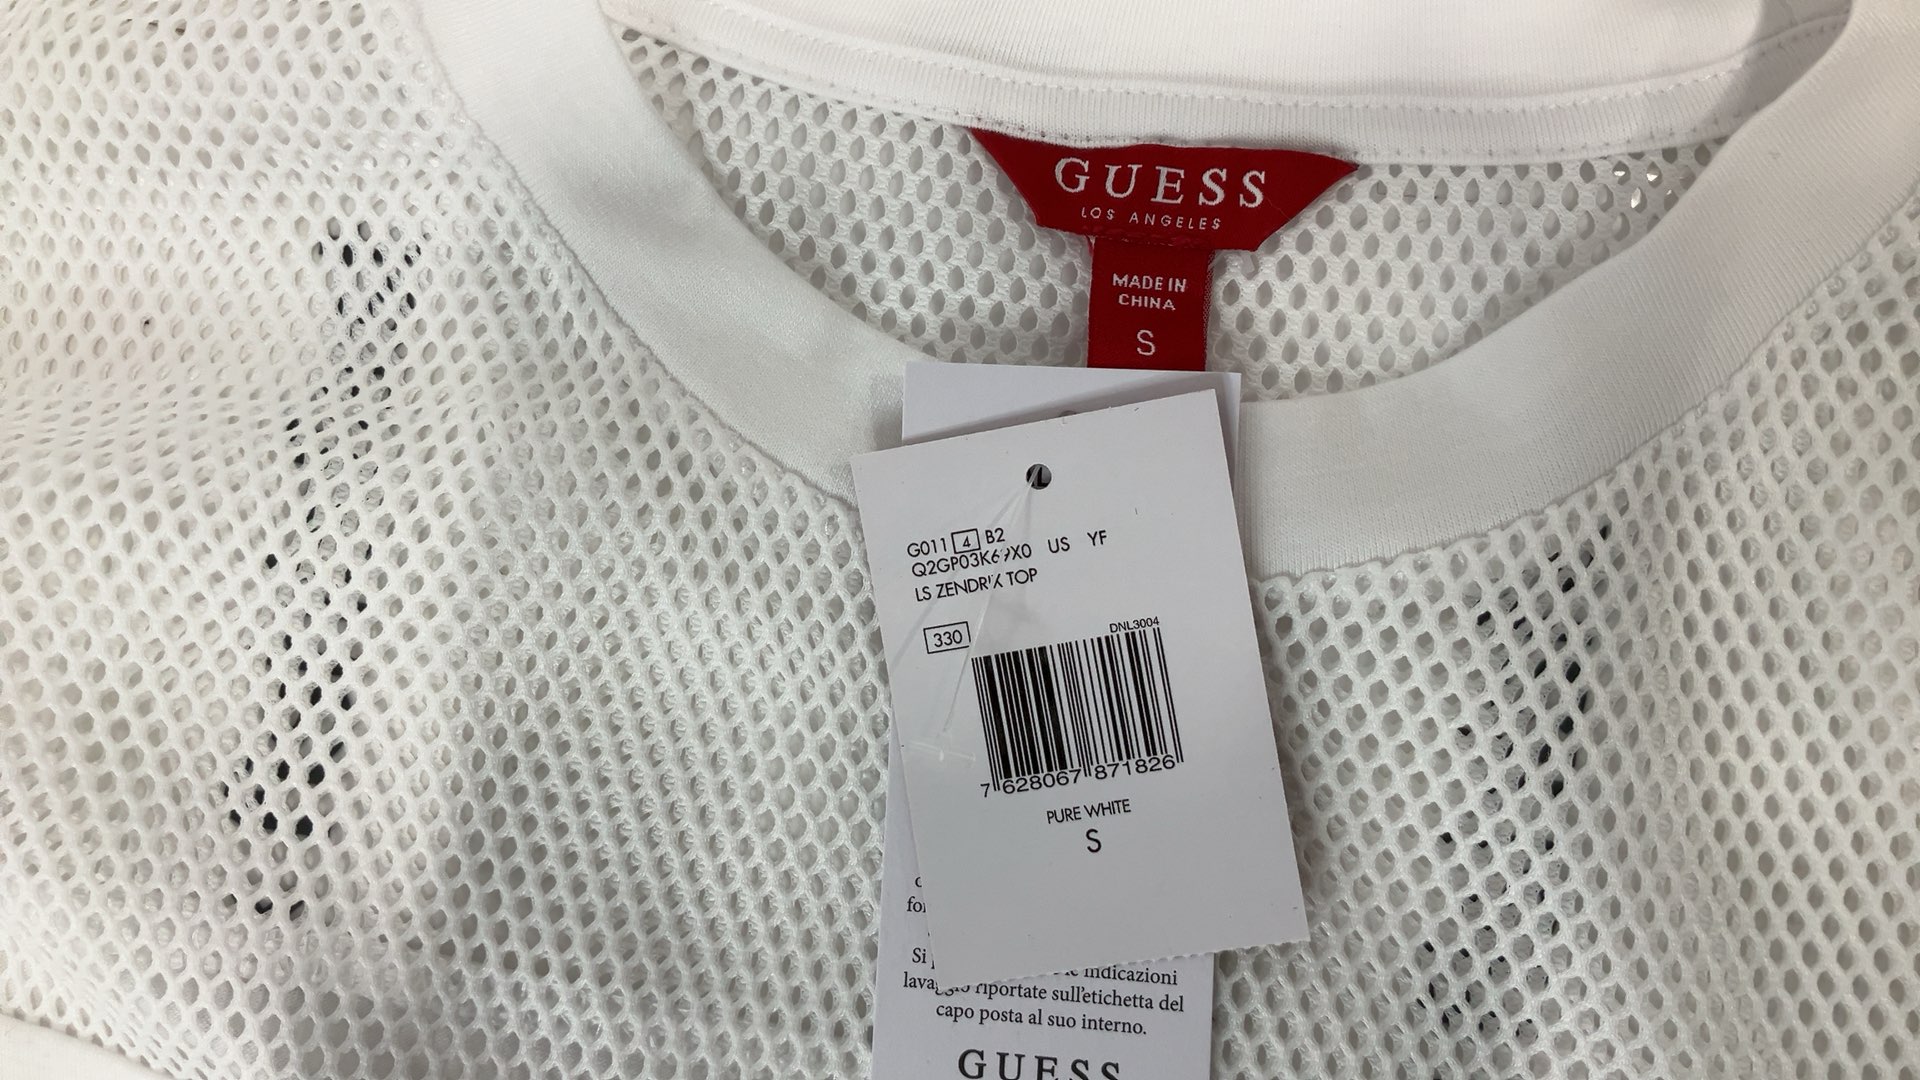 GUESS
LOS ANGELES
MADE IN
CHINA
S
G011 4 B2
US YF
LS ZENDRIX TOP
330
DNL3004
7 628067 871826
PURE WHITE
S
Si
indicazioni
riportate sull'etichetta del
capo posta al suo interno.
GUESS